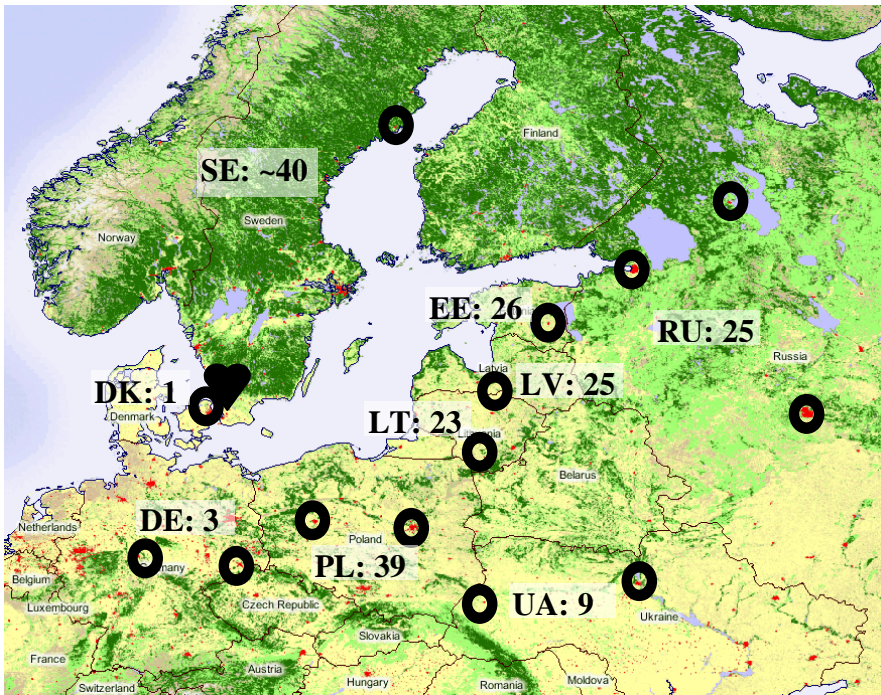 Finland
SE: ~40
Sweden
Norway
EE: 26
RU: 25
Russia
Latvia
LV: 25
DK: 1
Denmark
LT: 23
Lithuania
Belarus
Netherlands
DE: 3
Poland
PL: 39
Germany
Belgium
Czech Republic
UA: 9
Luxembourg
Ukraine
Slovakia
France
Austria
Hungary
Moldova
Switzerland
Romania